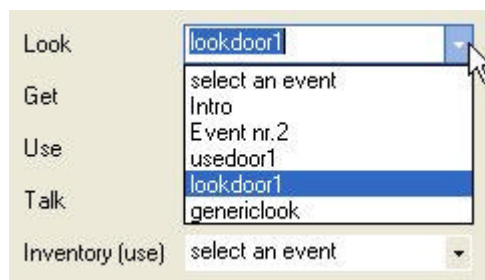 Look lookdoor1
select an event
Get
Intro
Event nr.2
Use
usedoor1
lookdoor1
Talk
genericlook
Inventory (use) select an event